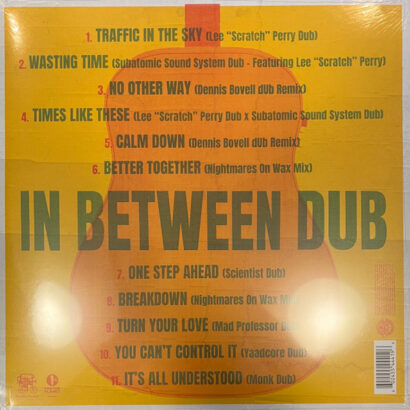 1. TRAFFIC IN THE SKY (Lee “Scratch” Perry Dub)
2. WASTING TIME (Subatomic Sound System Dub - Featuring Lee “Scratch” Perry)
3. NO OTHER WAY (Dennis Bovell dUb Remix)
4. TIMES LIKE THESE (Lee “Scratch” Perry Dub x Subatomic Sound System Dub)
5. CALM DOWN (Dennis Bovell dUb Remix)
6. BETTER TOGETHER (Nightmares On Wax Mix)
IN BETWEEN DUB
7. ONE STEP AHEAD (Scientist Dub)
8. BREAKDOWN (Nightmares On Wax Mix)
9. TURN YOUR LOVE (Mad Professor Dub)
10. YOU CAN'T CONTROL IT (Yaadcore Dub)
11. IT'S ALL UNDERSTOOD (Monk Dub)